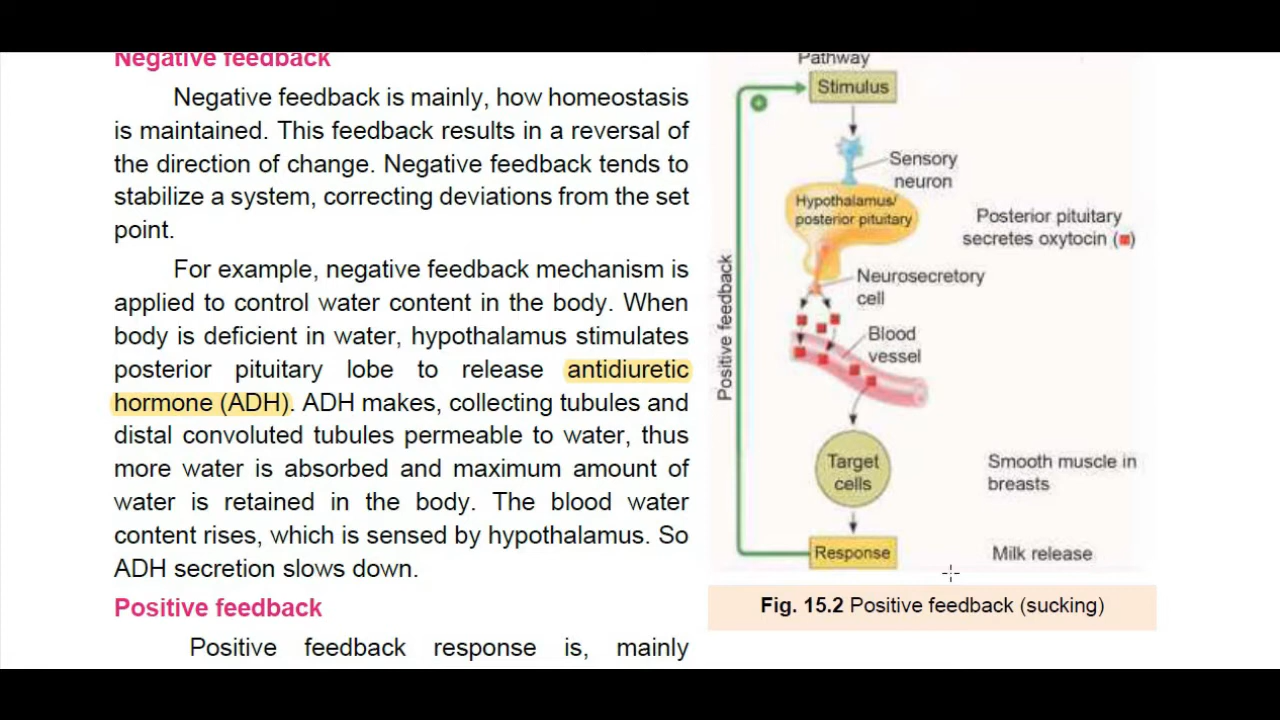 Negative feedback
Negative feedback is mainly, how homeostasis
is maintained. This feedback results in a reversal of
the direction of change. Negative feedback tends to
stabilize a system, correcting deviations from the set
point.
For example, negative feedback mechanism is
applied to control water content in the body. When
body is deficient in water, hypothalamus stimulates
posterior pituitary lobe to release antidiuretic
hormone (ADH). ADH makes, collecting tubules and
distal convoluted tubules permeable to water, thus
more water is absorbed and maximum amount of
water is retained in the body. The blood water
content rises, which is sensed by hypothalamus. So
ADH secretion slows down.
Positive feedback
Positive feedback response is, mainly
Pathway
Stimulus
Sensory
neuron
Hypothalamus/
posterior pituitary
Posterior pituitary
secretes oxytocin ( )
Neurosecretory
cell
Blood
vessel
Positive feedback
Target
cells
Smooth muscle in
breasts
Response
Milk release
Fig. 15.2 Positive feedback (sucking)